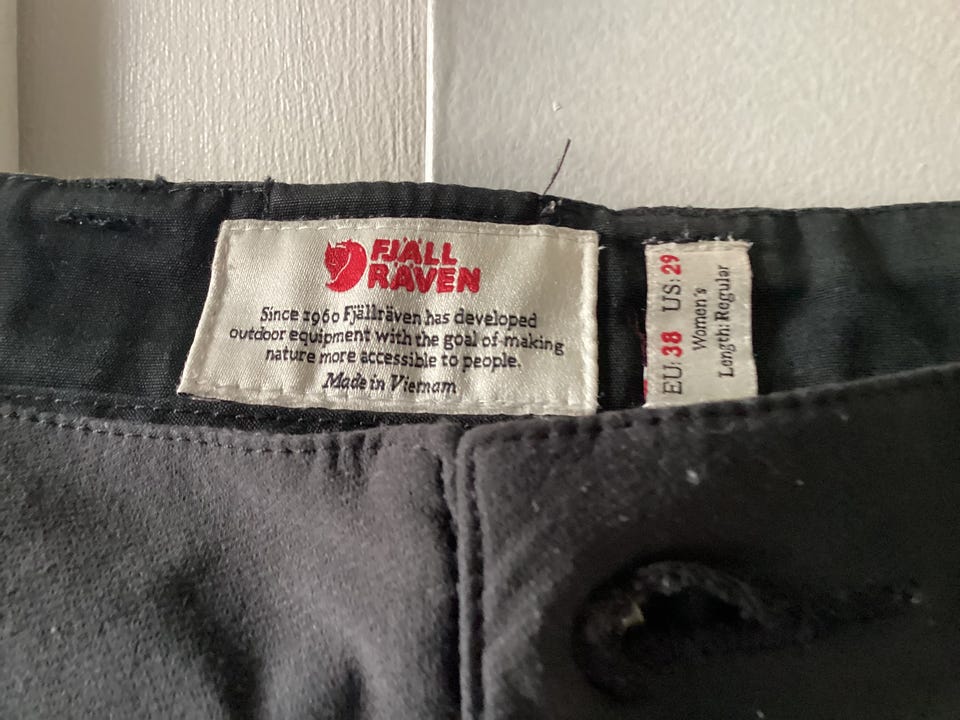 FJÄLL
RÄVEN
Since 1960 Fjällräven has developed
outdoor equipment with the goal of making
nature more accessible to people.
Made in Vietnam
EU: 38 US: 29
Women's
Length: Regular